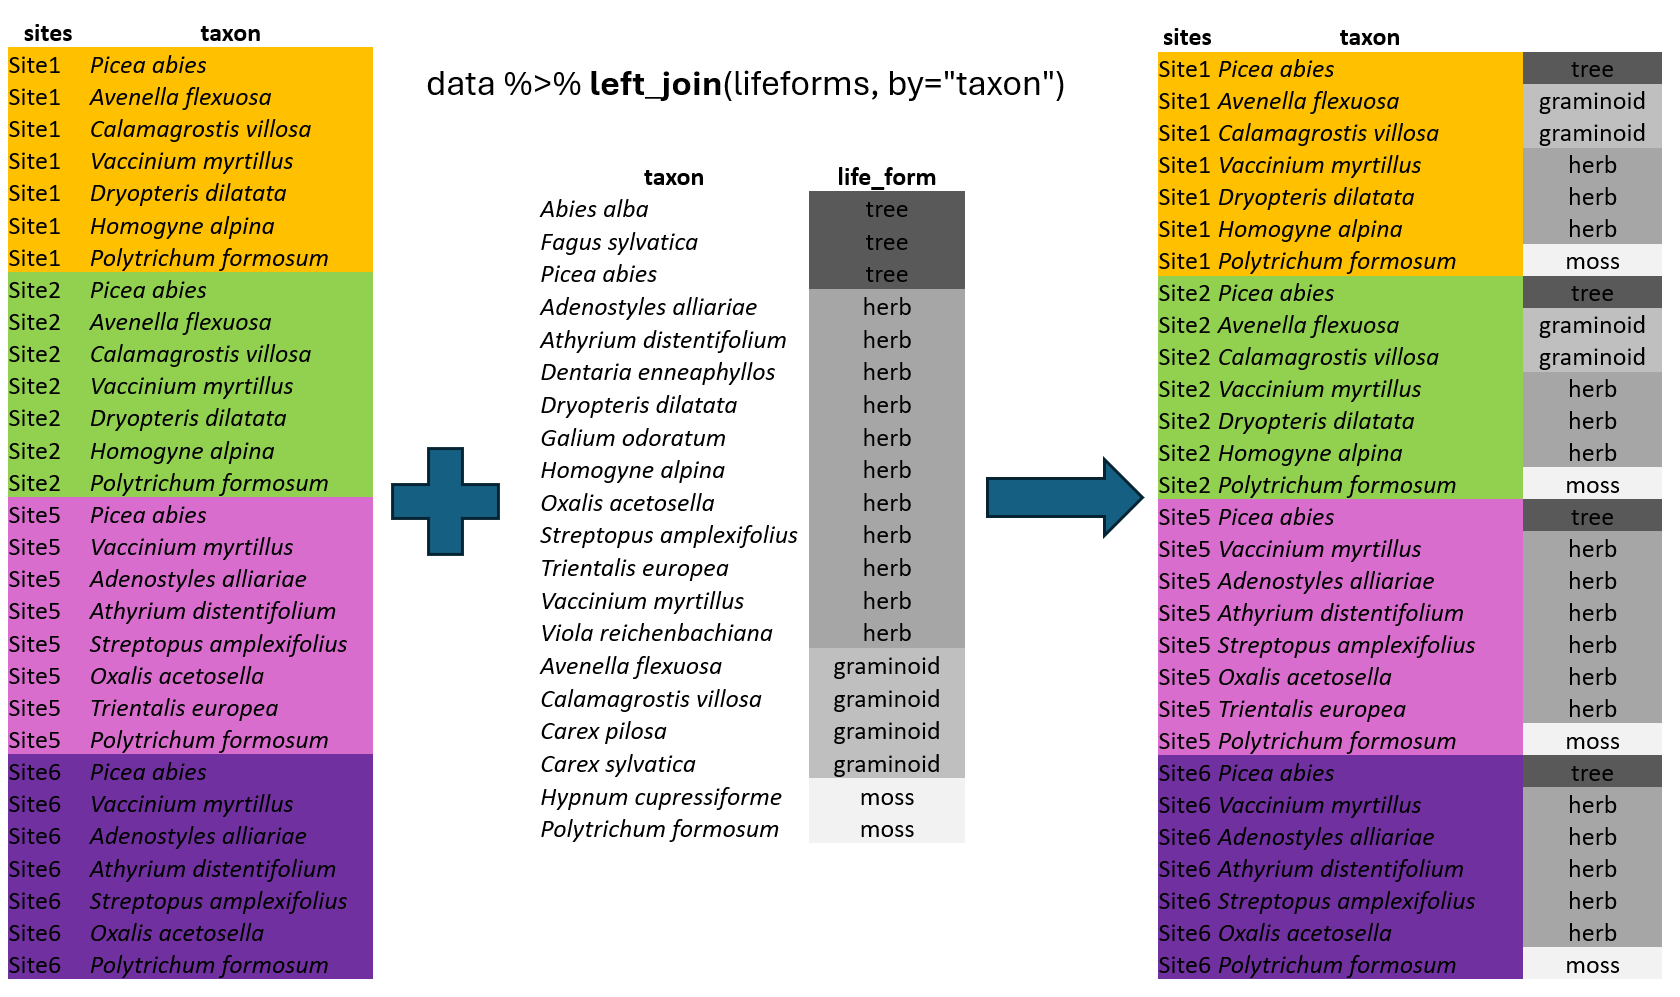 sites taxon
Site1 Picea abies
Site1 Avenella flexuosa
Site1 Calamagrostis villosa
Site1 Vaccinium myrtillus
Site1 Dryopteris dilatata
Site1 Homogyne alpina
Site1 Polytrichum formosum
Site2 Picea abies
Site2 Avenella flexuosa
Site2 Calamagrostis villosa
Site2 Vaccinium myrtillus
Site2 Dryopteris dilatata
Site2 Homogyne alpina
Site2 Polytrichum formosum
Site5 Picea abies
Site5 Vaccinium myrtillus
Site5 Adenostyles alliariae
Site5 Athyrium distentifolium
Site5 Streptopus amplexifolius
Site5 Oxalis acetosella
Site5 Trientalis europea
Site5 Polytrichum formosum
Site6 Picea abies
Site6 Vaccinium myrtillus
Site6 Adenostyles alliariae
Site6 Athyrium distentifolium
Site6 Streptopus amplexifolius
Site6 Oxalis acetosella
Site6 Polytrichum formosum
data %>% left_join(lifeforms, by="taxon")
taxon life_form
Abies alba tree
Fagus sylvatica tree
Picea abies tree
Adenostyles alliariae herb
Athyrium distentifolium herb
Dentaria enneaphyllos herb
Dryopteris dilatata herb
Galium odoratum herb
Homogyne alpina herb
Oxalis acetosella herb
Streptopus amplexifolius herb
Trientalis europea herb
Vaccinium myrtillus herb
Viola reichenbachiana herb
Avenella flexuosa graminoid
Calamagrostis villosa graminoid
Carex pilosa graminoid
Carex sylvatica graminoid
Hypnum cupressiforme moss
Polytrichum formosum moss
sites taxon
Site1 Picea abies tree
Site1 Avenella flexuosa graminoid
Site1 Calamagrostis villosa graminoid
Site1 Vaccinium myrtillus herb
Site1 Dryopteris dilatata herb
Site1 Homogyne alpina herb
Site1 Polytrichum formosum moss
Site2 Picea abies tree
Site2 Avenella flexuosa graminoid
Site2 Calamagrostis villosa graminoid
Site2 Vaccinium myrtillus herb
Site2 Dryopteris dilatata herb
Site2 Homogyne alpina herb
Site2 Polytrichum formosum moss
Site5 Picea abies tree
Site5 Vaccinium myrtillus herb
Site5 Adenostyles alliariae herb
Site5 Athyrium distentifolium herb
Site5 Streptopus amplexifolius herb
Site5 Oxalis acetosella herb
Site5 Trientalis europea herb
Site5 Polytrichum formosum moss
Site6 Picea abies tree
Site6 Vaccinium myrtillus herb
Site6 Adenostyles alliariae herb
Site6 Athyrium distentifolium herb
Site6 Streptopus amplexifolius herb
Site6 Oxalis acetosella herb
Site6 Polytrichum formosum moss